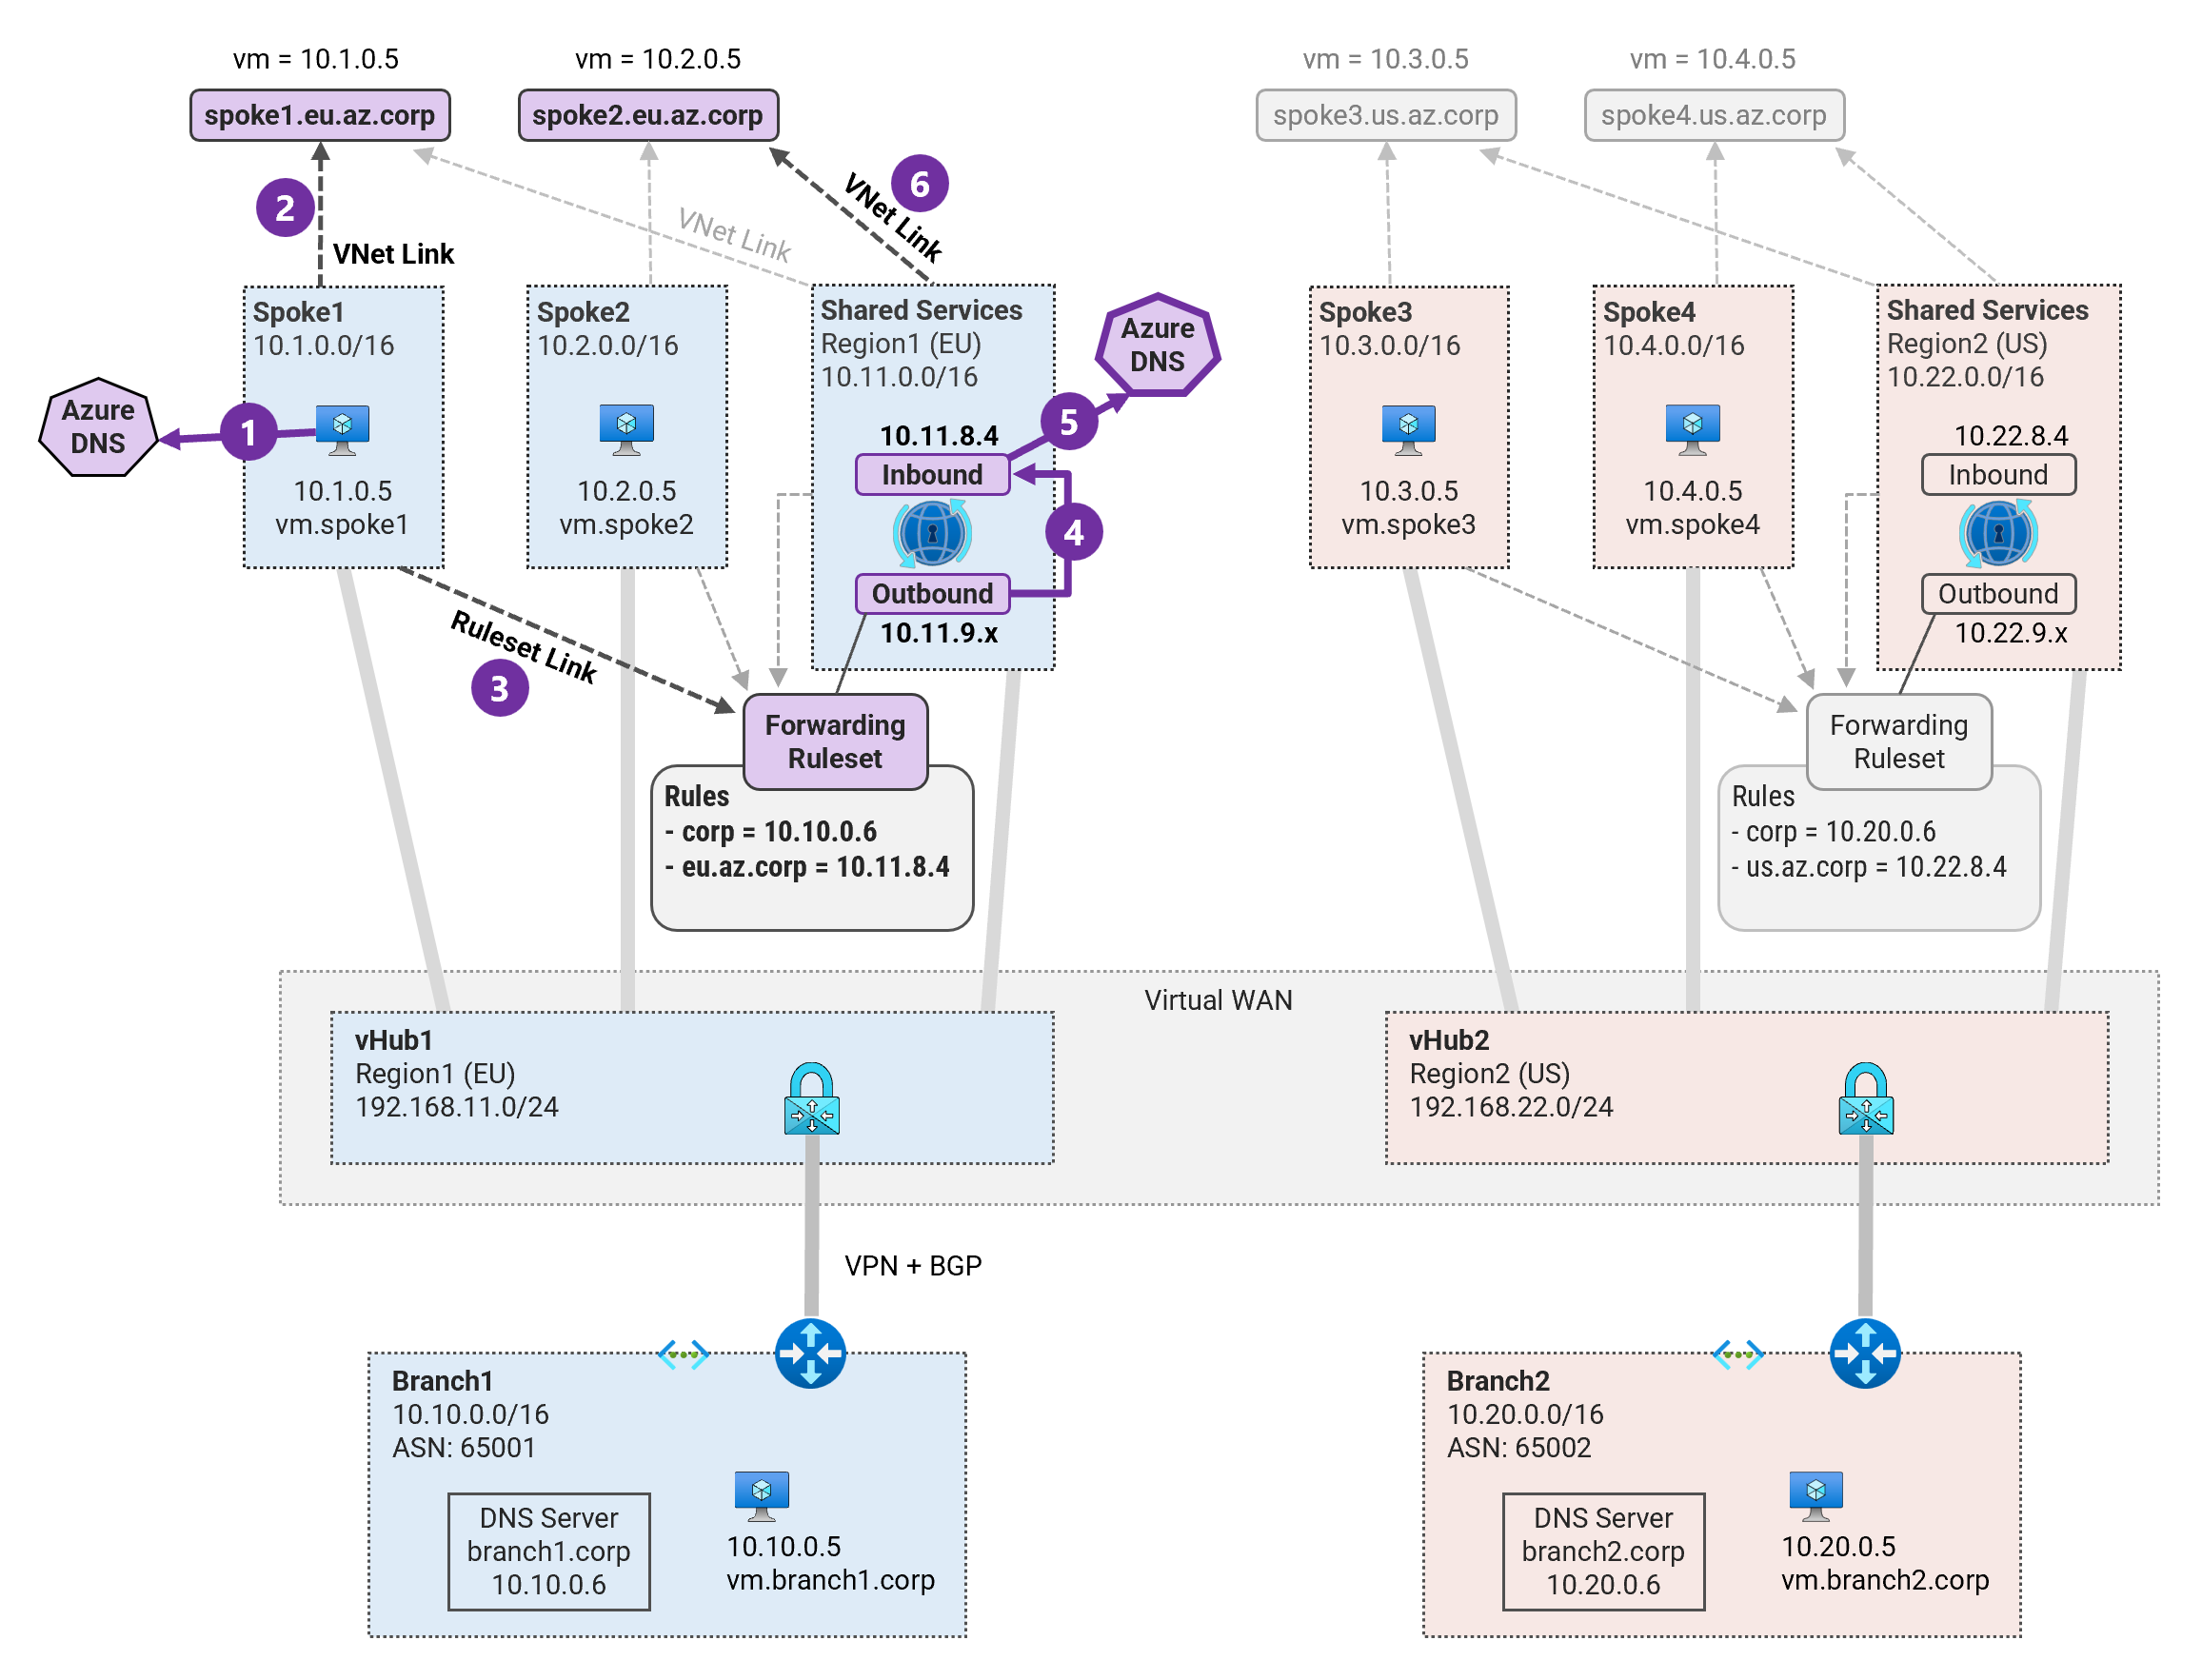 vm = 10.1.0.5
vm = 10.2.0.5
vm = 10.3.0.5
vm = 10.4.0.5
spoke1.eu.az.corp
spoke2.eu.az.corp
spoke3.us.az.corp
spoke4.us.az.corp
2
6
VNet Link
VNet Link
VNet Link
Spoke1
10.1.0.0/16
10.1.0.5
vm.spoke1
Azure
DNS
1
Spoke2
10.2.0.0/16
10.2.0.5
vm.spoke2
Shared Services
Region1 (EU)
10.11.0.0/16
10.11.8.4
Inbound
Outbound
10.11.9.x
5
4
Azure
DNS
Spoke3
10.3.0.0/16
10.3.0.5
vm.spoke3
Spoke4
10.4.0.0/16
10.4.0.5
vm.spoke4
Shared Services
Region2 (US)
10.22.0.0/16
10.22.8.4
Inbound
Outbound
10.22.9.x
Ruleset Link
3
Forwarding
Ruleset
Rules
- corp = 10.10.0.6
- eu.az.corp = 10.11.8.4
Forwarding
Ruleset
Rules
- corp = 10.20.0.6
- us.az.corp = 10.22.8.4
Virtual WAN
vHub1
Region1 (EU)
192.168.11.0/24
vHub2
Region2 (US)
192.168.22.0/24
VPN + BGP
Branch1
10.10.0.0/16
ASN: 65001
DNS Server
branch1.corp
10.10.0.6
10.10.0.5
vm.branch1.corp
Branch2
10.20.0.0/16
ASN: 65002
DNS Server
branch2.corp
10.20.0.6
10.20.0.5
vm.branch2.corp